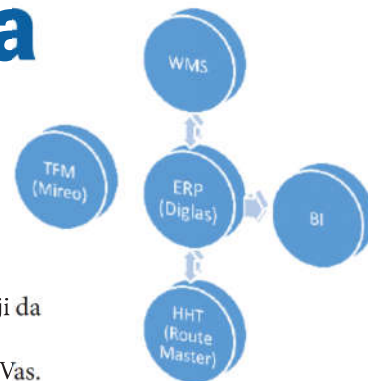 a
WMS
TFM
(Mireo)
ERP
(Diglas)
BI
HHT
(Route
Master)
ji da
Vas.